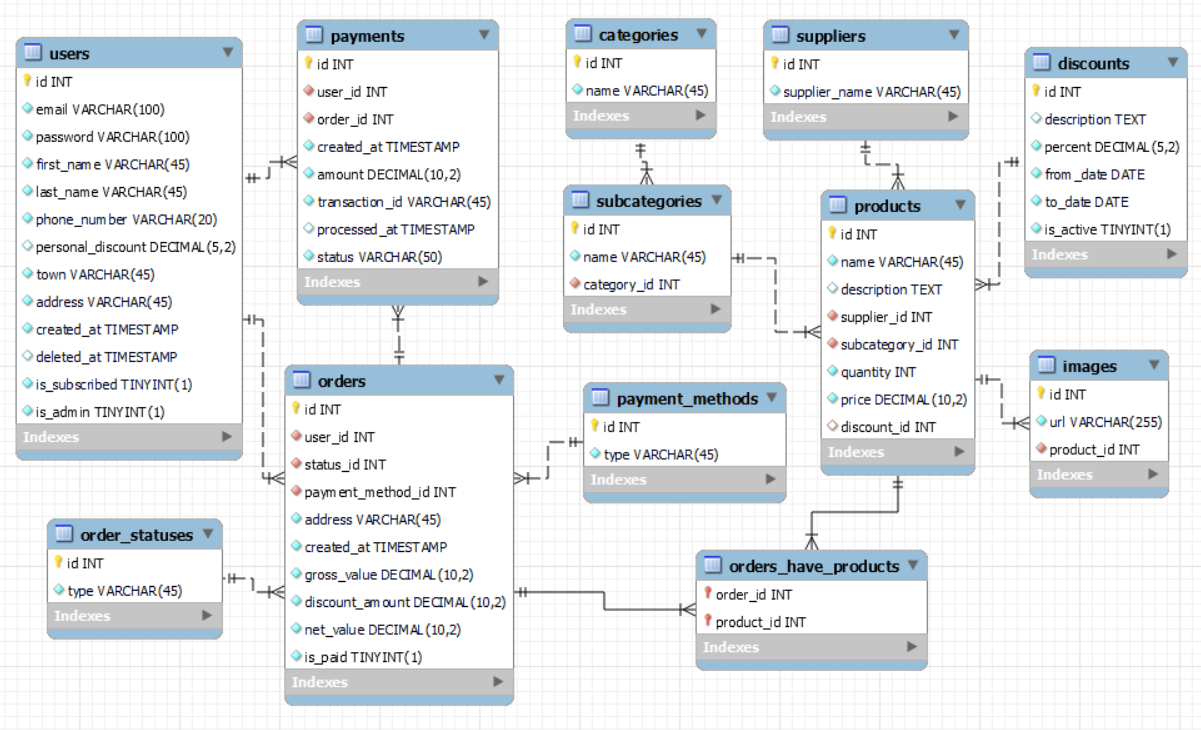 users
id INT
email VARCHAR(100)
password VARCHAR(100)
first_name VARCHAR(45)
last_name VARCHAR(45)
phone_number VARCHAR(20)
personal_discount DECIMAL(5,2)
town VARCHAR(45)
address VARCHAR(45)
created_at TIMESTAMP
deleted_at TIMESTAMP
is_subscribed TINYINT(1)
is_admin TINYINT(1)
Indexes
payments
id INT
user_id INT
order_id INT
created_at TIMESTAMP
amount DECIMAL(10,2)
transaction_id VARCHAR(45)
processed_at TIMESTAMP
status VARCHAR(50)
Indexes
categories
id INT
name VARCHAR(45)
Indexes
suppliers
id INT
supplier_name VARCHAR(45)
Indexes
discounts
id INT
description TEXT
percent DECIMAL(5,2)
from _date DATE
to_date DATE
is_active TINYINT(1)
Indexes
subcategories
id INT
name VARCHAR(45)
category_id INT
Indexes
products
id INT
name VARCHAR(45)
description TEXT
supplier_id INT
subcategory_id INT
quantity INT
price DECIMAL(10,2)
discount_id INT
Indexes
images
id INT
url VARCHAR(255)
product_id INT
Indexes
orders
id INT
user_id INT
status_id INT
payment_method_id INT
address VARCHAR(45)
created_at TIMESTAMP
gross_value DECIMAL(10,2)
discount_amount DECIMAL(10,2)
net_value DECIMAL(10,2)
is_paid TINYINT(1)
Indexes
payment_methods
id INT
type VARCHAR(45)
Indexes
order_statuses
id INT
type VARCHAR(45)
Indexes
orders_have_products
order_id INT
product_id INT
Indexes